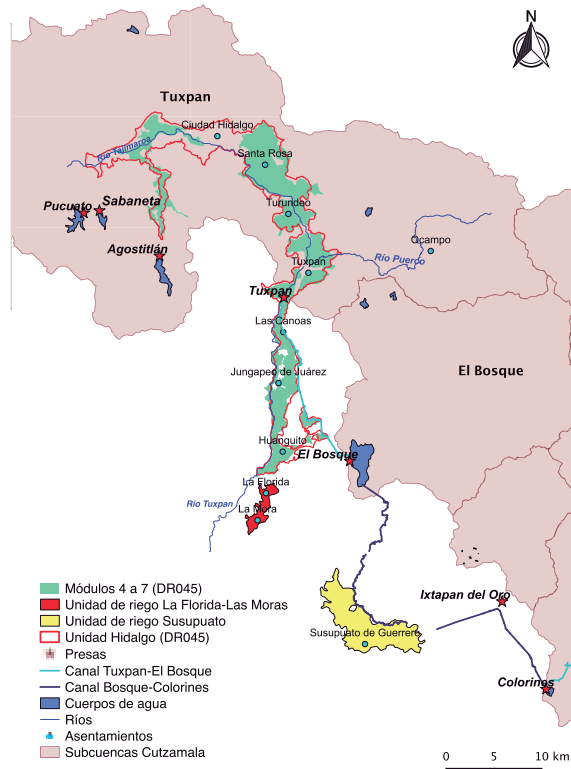 N
Tuxpan
Ciudad Hidalgo
Río Tajimaroa
Santa Rosa
Pucuato
Sabaneta
Turundeo
Agostitlán
Ocampo
Tuxpan
Río Puerco
Tuxpan
Las Canoas
Jungapeo de Juárez
El Bosque
Huanguito
El Bosque
La Florida
Río Tuxpan
La Mora
Ixtapan del Oro
Susupuato de Guerrero
Colorines
Módulos 4 a 7 (DR045)
Unidad de riego La Florida-Las Moras
Unidad de riego Susupuato
Unidad Hidalgo (DR045)
Presas
Canal Tuxpan-El Bosque
Canal Bosque-Colorines
Cuerpos de agua
Ríos
Asentamientos
Subcuencas Cutzamala
0 5 10 km